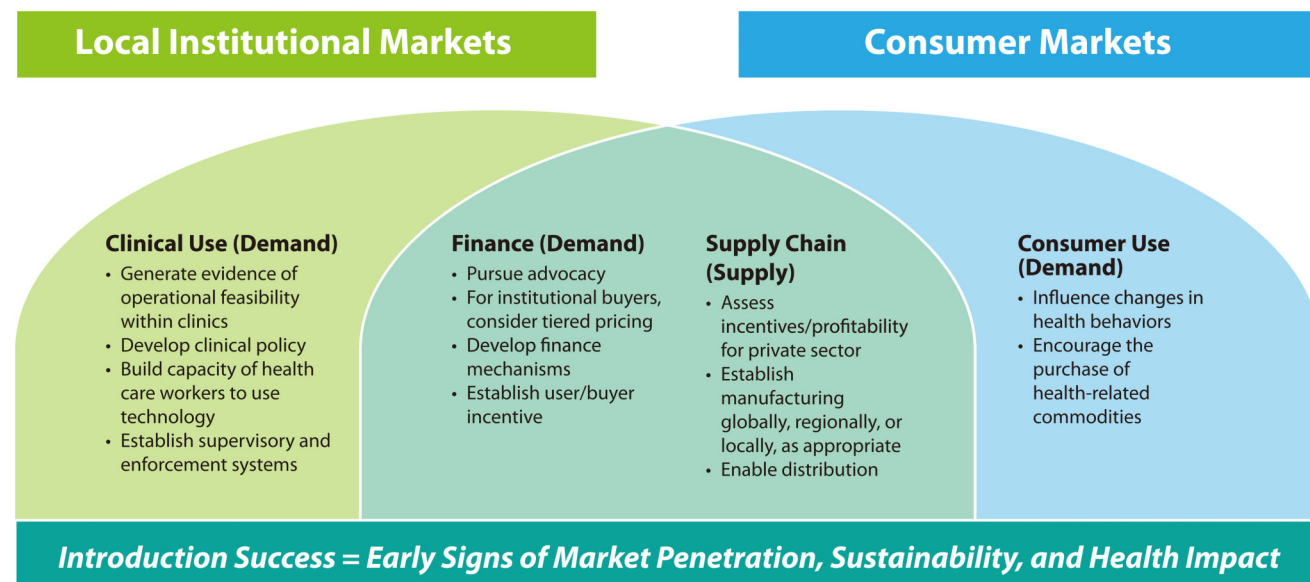 Local Institutional Markets
Consumer Markets
Clinical Use (Demand)
• Generate evidence of
operational feasibility
within clinics
• Develop clinical policy
• Build capacity of health
care workers to use
technology
• Establish supervisory and
enforcement systems
Finance (Demand)
• Pursue advocacy
• For institutional buyers,
consider tiered pricing
• Develop finance
mechanisms
• Establish user/buyer
incentive
Supply Chain
(Supply)
• Assess
incentives/profitability
for private sector
• Establish
manufacturing
globally, regionally, or
locally, as appropriate
• Enable distribution
Consumer Use
(Demand)
• Influence changes in
health behaviors
• Encourage the
purchase of
health-related
commodities
Introduction Success = Early Signs of Market Penetration, Sustainability, and Health Impact